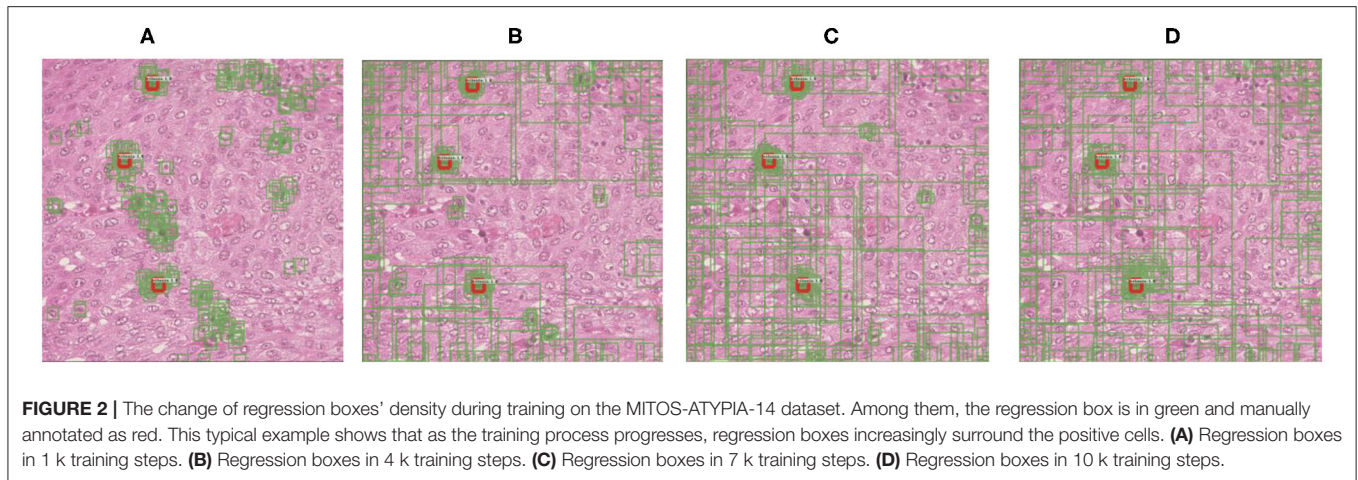 A B C D
FIGURE 2 | The change of regression boxes' density during training on the MITOS-ATYPIA-14 dataset. Among them, the regression box is in green and manually
annotated as red. This typical example shows that as the training process progresses, regression boxes increasingly surround the positive cells. (A) Regression boxes
in 1 k training steps. (B) Regression boxes in 4 k training steps. (C) Regression boxes in 7 k training steps. (D) Regression boxes in 10 k training steps.